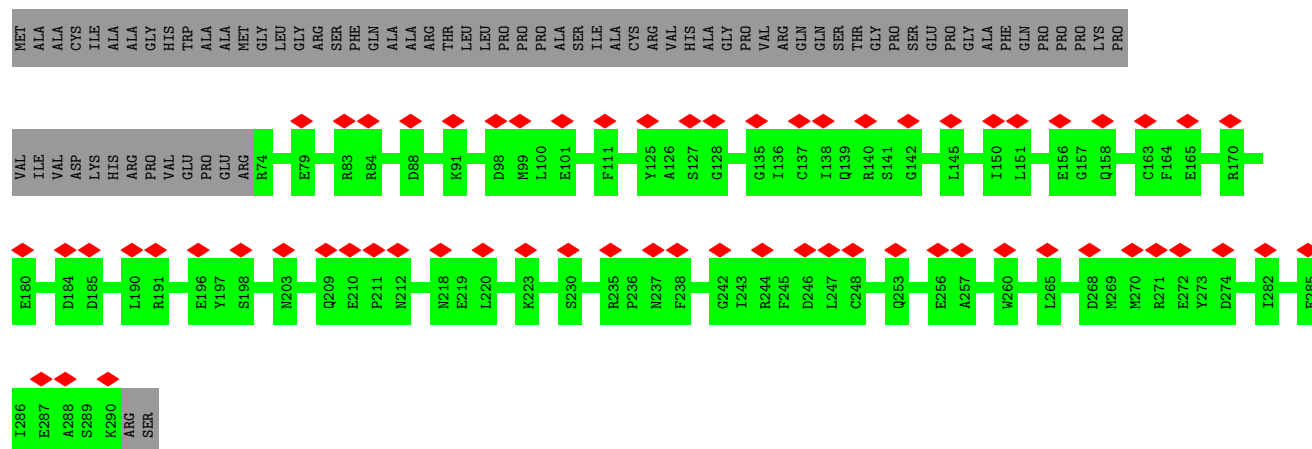 MET ALA ALA CYS ILE ALA ALA GLY HIS TRP ALA ALA MET GLY LEU GLY ARG SER PHE GLN ALA ALA ARG THR LEU LEU PRO PRO PRO ALA SER ILE ALA CYS ARG VAL HIS ALA GLY PRO VAL ARG GLN GLN SER THR GLY PRO SER GLU PRO GLY ALA PHE GLN PRO PRO PRO LYS PRO
VAL ILE VAL ASP LYS HIS ARG PRO VAL GLU PRO GLU ARG R74 E79 R83 R84 D88 K91 D98 M99 L100 E101 F111 Y125 A126 S127 G128 G135 I136 C137 I138 Q139 R140 S141 G142 L145 I150 L151 E156 G157 Q158 C163 F164 E165 R170
E180 D184 D185 L190 R191 E196 Y197 S198 N203 Q209 E210 P211 N212 N218 E219 L220 K223 S230 R235 P236 N237 F238 G242 I243 R244 F245 D246 L247 C248 Q253 E256 A257 W260 L265 D268 M269 M270 R271 E272 Y273 D274 I282
I286 E287 A288 S289 K290 ARG SER